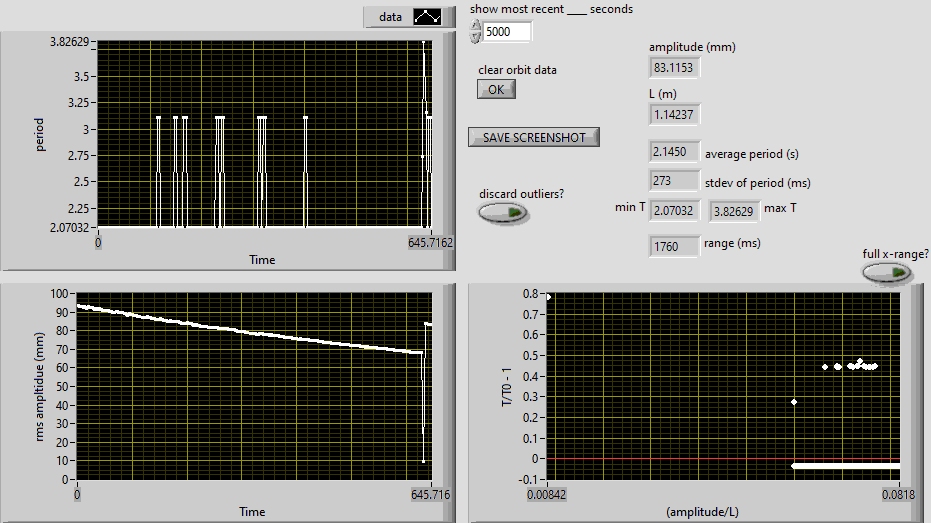 data
3.82629
3.5
3.25
3
2.75
2.5
2.25
2.07032
period
0
645.7162
Time
show most recent ____ seconds
5000
clear orbit data
OK
SAVE SCREENSHOT
discard outliers?
amplitude (mm)
83.1153
L (m)
1.14237
2.1450 average period (s)
273 stdev of period (ms)
min T 2.07032 3.82629 max T
1760 range (ms)
full x-range?
100
90
80
70
60
50
40
30
20
10
0
rms ampltidue (mm)
0
645.716
Time
0.8
0.7
0.6
0.5
0.4
0.3
0.2
0.1
0
-0.1
T/T0 - 1
0.00842
0.0818
(amplitude/L)